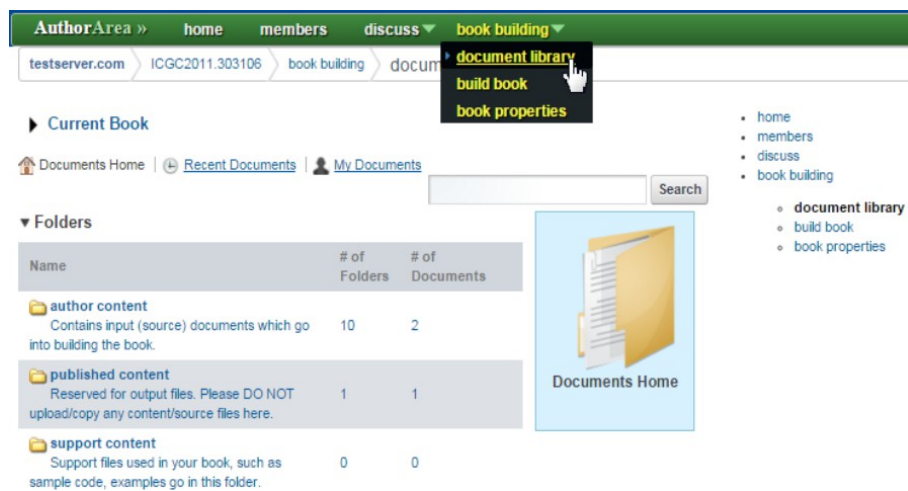 AuthorArea » home members discuss book building
testserver.com ICGC2011.303106 book building docum
document library
build book
book properties
Current Book
Documents Home | Recent Documents | My Documents
Search
Folders
Name # of Folders # of Documents
author content
Contains input (source) documents which go 10 2
into building the book.
published content
Reserved for output files. Please DO NOT 1 1
upload/copy any content/source files here.
support content
Support files used in your book, such as 0 0
sample code, examples go in this folder.
Documents Home
home
members
discuss
book building
document library
build book
book properties